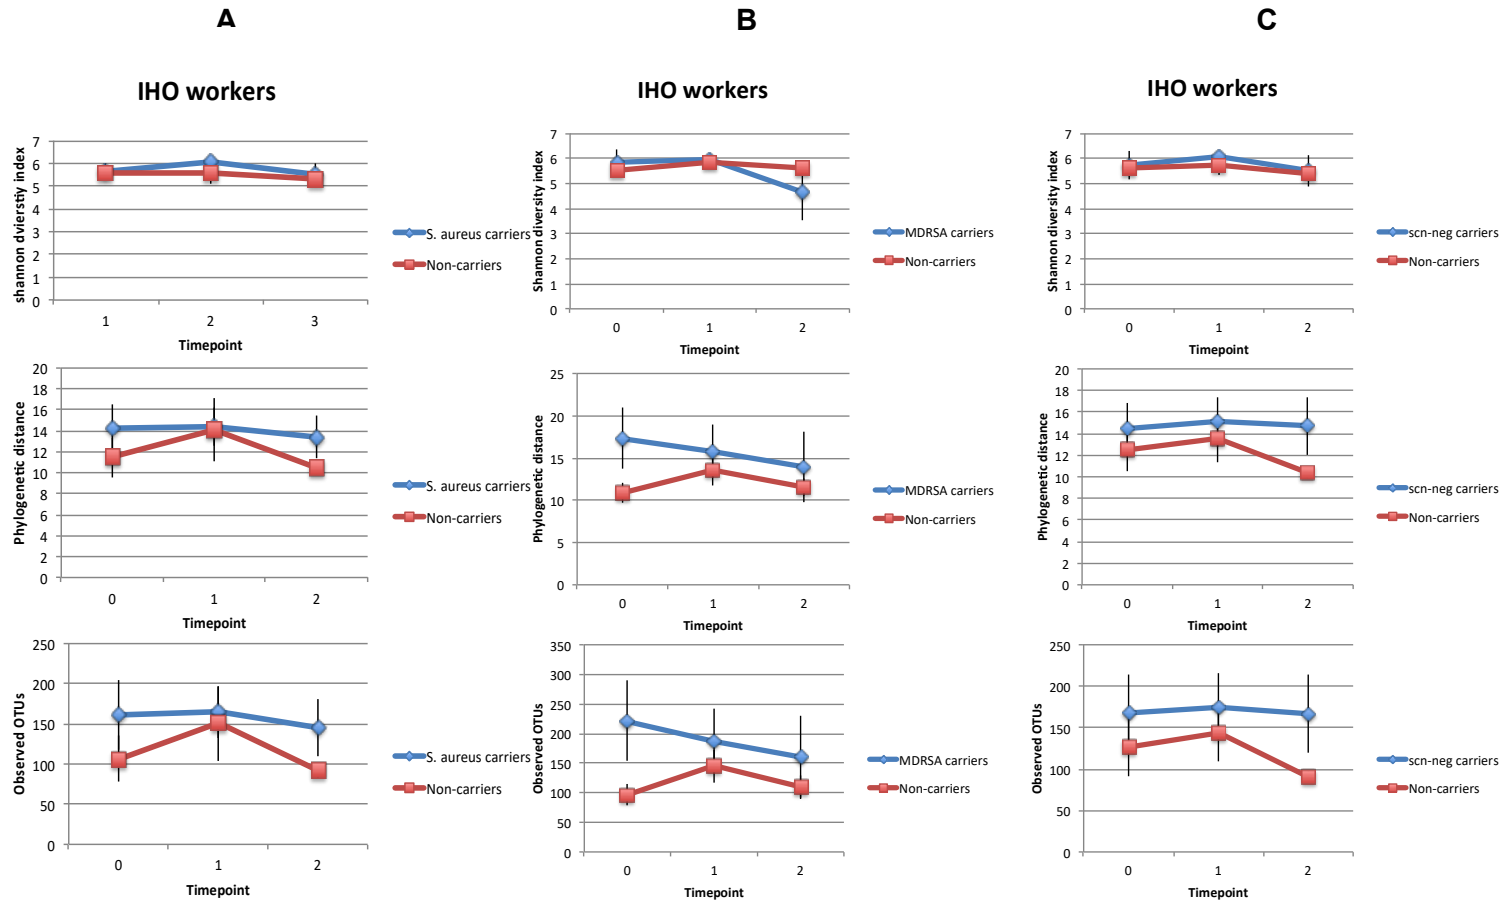 A
B
C
IHO workers
IHO workers
IHO workers
shannon dvierstiy index
7
6
5
4
3
2
1
0
1 2 3
Timepoint
S. aureus carriers
Non-carriers
Shannon diversity index
7
6
5
4
3
2
1
0
0 1 2
Timepoint
MDRSA carriers
Non-carriers
Shannon diversity index
7
6
5
4
3
2
1
0
0 1 2
Timepoint
scn-neg carriers
Non-carriers
Phylogenetic distance
20
18
16
14
12
10
8
6
4
2
0
0 1 2
Timepoint
S. aureus carriers
Non-carriers
Phylogenetic distance
25
20
15
10
5
0
0 1 2
Timepoint
MDRSA carriers
Non-carriers
Phylogenetic distance
20
18
16
14
12
10
8
6
4
2
0
0 1 2
Timepoint
scn-neg carriers
Non-carriers
Observed OTUs
250
200
150
100
50
0
0 1 2
Timepoint
S. aureus carriers
Non-carriers
Observed OTUs
350
300
250
200
150
100
50
0
0 1 2
Timepoint
MDRSA carriers
Non-carriers
Observed OTUs
250
200
150
100
50
0
0 1 2
Timepoint
scn-neg carriers
Non-carriers